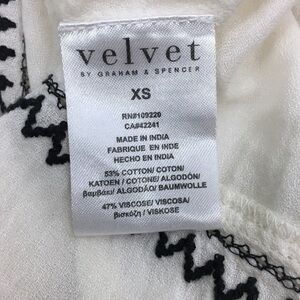 velvet
BY GRAHAM & SPENCER
XS
RN#109220
CA#42241
MADE IN INDIA
FABRIQUE EN INDE
HECHO EN INDIA
53% COTTON/ COTON/
KATOEN / COTONE/ ALGODÓN/
βαμβάκι/ ALGODÃO/ BAUMWOLLE
47% VISCOSE/ VISCOSA/
βισκόζη / VISKOSE